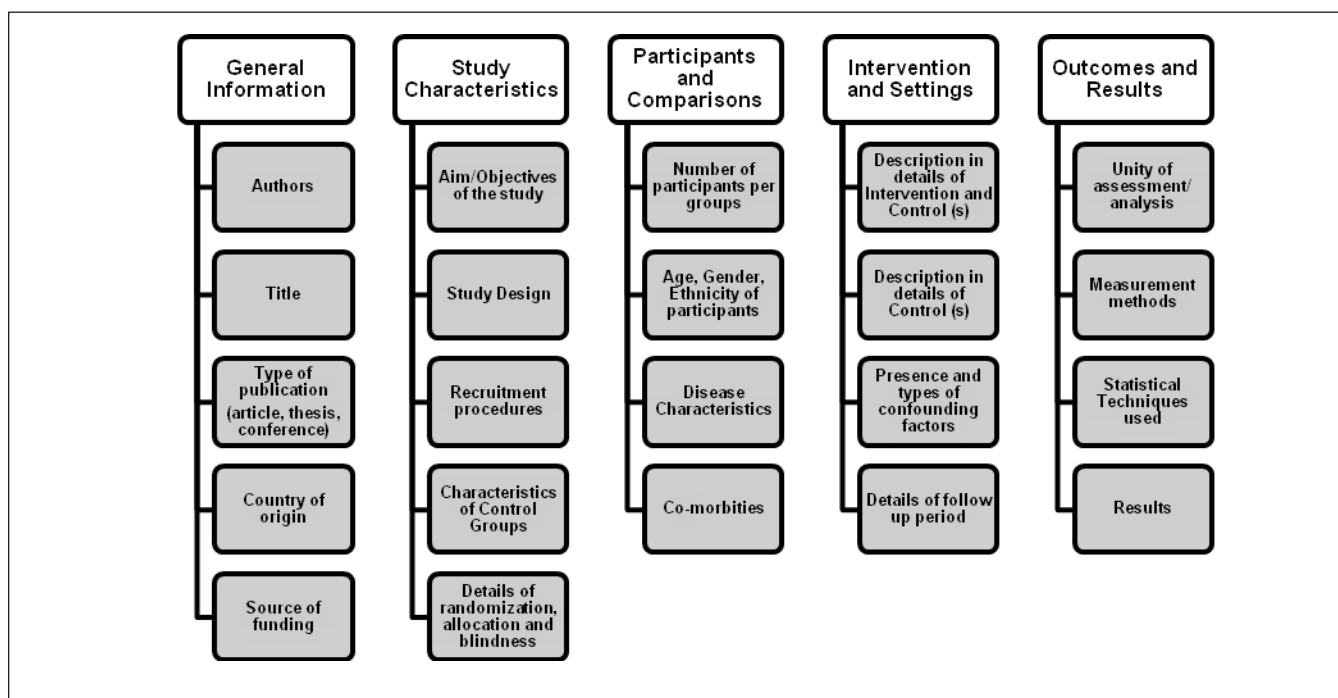 General
Information
Authors
Title
Type of
publication
(article, thesis,
conference)
Country of
origin
Source of
funding
Study
Characteristics
Aim/Objectives
of the study
Study Design
Recruitment
procedures
Characteristics
of Control
Groups
Details of
randomization,
allocation and
blindness
Participants
and
Comparisons
Number of
participants per
groups
Age, Gender,
Ethnicity of
participants
Disease
Characteristics
Co-morbities
Intervention
and Settings
Description in
details of
Intervention and
Control (s)
Description in
details of
Control (s)
Presence and
types of
confounding
factors
Details of follow
up period
Outcomes and
Results
Unity of
assessment/
analysis
Measurement
methods
Statistical
Techniques
used
Results